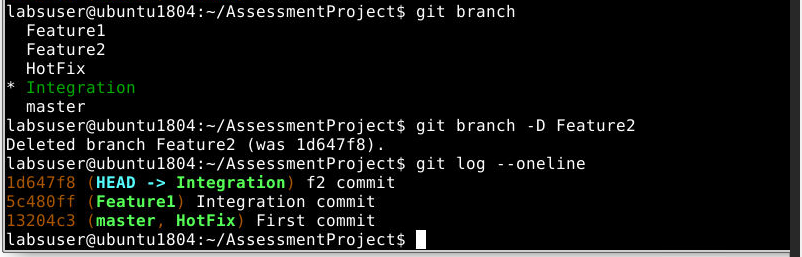 labsuser@ubuntu1804:~/AssessmentProject$ git branch
  Feature1
  Feature2
  HotFix
* Integration
  master
labsuser@ubuntu1804:~/AssessmentProject$ git branch -D Feature2
Deleted branch Feature2 (was 1d647f8).
labsuser@ubuntu1804:~/AssessmentProject$ git log --oneline
1d647f8 (HEAD -> Integration) f2 commit
5c480ff (Feature1) Integration commit
13204c3 (master, HotFix) First commit
labsuser@ubuntu1804:~/AssessmentProject$